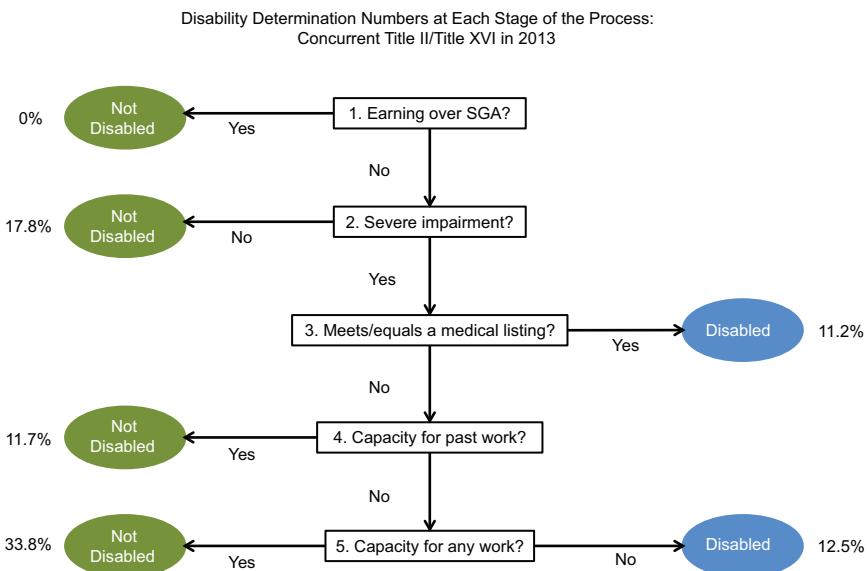 Disability Determination Numbers at Each Stage of the Process:
Concurrent Title II/Title XVI in 2013
0%
Not
Disabled
Yes
1. Earning over SGA?
No
17.8%
Not
Disabled
No
2. Severe impairment?
Yes
3. Meets/equals a medical listing?
Yes
Disabled
11.2%
No
11.7%
Not
Disabled
Yes
4. Capacity for past work?
No
33.8%
Not
Disabled
Yes
5. Capacity for any work?
No
Disabled
12.5%